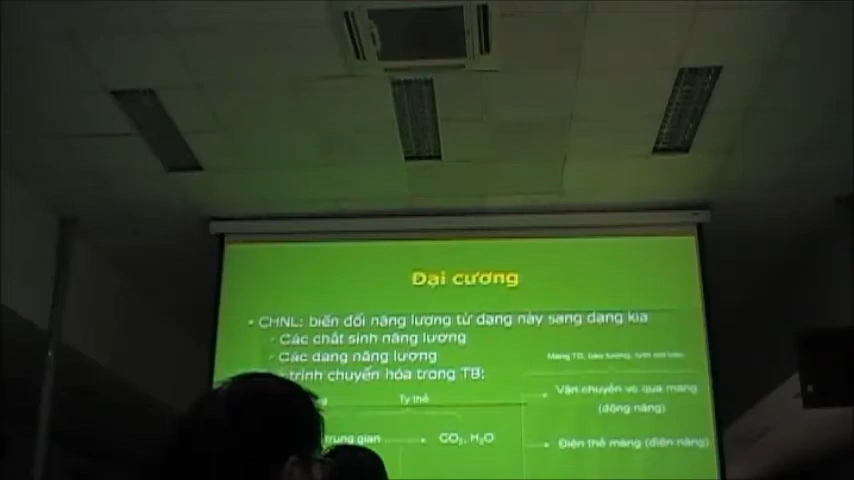 Đại cương
• CHNL: biến đổi năng lượng từ dạng này sang dạng kia
- Các chất sinh năng lượng
- Các dạng năng lượng
trình chuyển hóa trong TB:
Màng TB, bào tương, lưới nội bào
Ty thể
Vận chuyển vc qua màng
(động năng)
trung gian → CO₂, H₂O
Điện thế màng (điện năng)